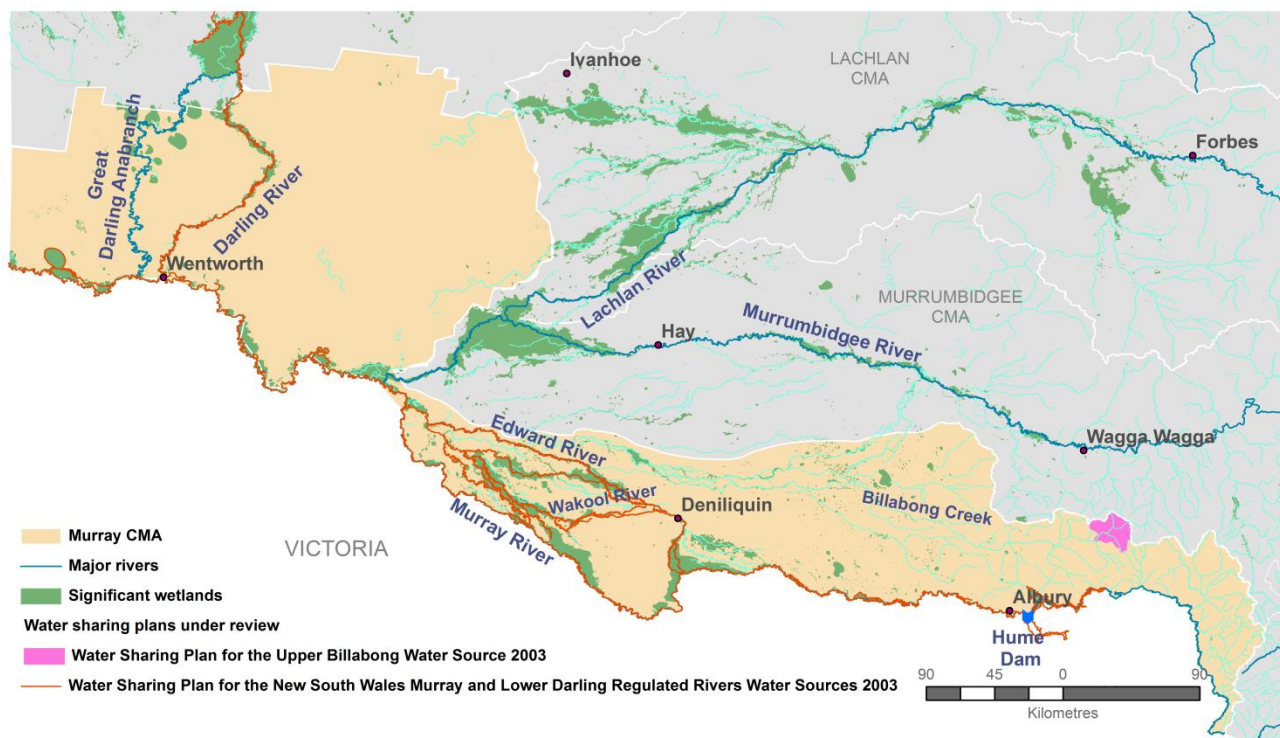 Ivanhoe
LACHLAN
CMA
Forbes
Great
Darling Anabranch
Darling River
Wentworth
Lachlan River
MURRUMBIDGEE
CMA
Hay
Murrumbidgee River
Wagga Wagga
Edward River
Wakool River
Deniliquin
Billabong Creek
Murray River
VICTORIA
Albury
Hume
Dam
Murray CMA
Major rivers
Significant wetlands
Water sharing plans under review
Water Sharing Plan for the Upper Billabong Water Source 2003
Water Sharing Plan for the New South Wales Murray and Lower Darling Regulated Rivers Water Sources 2003
90 45 0 90
Kilometres